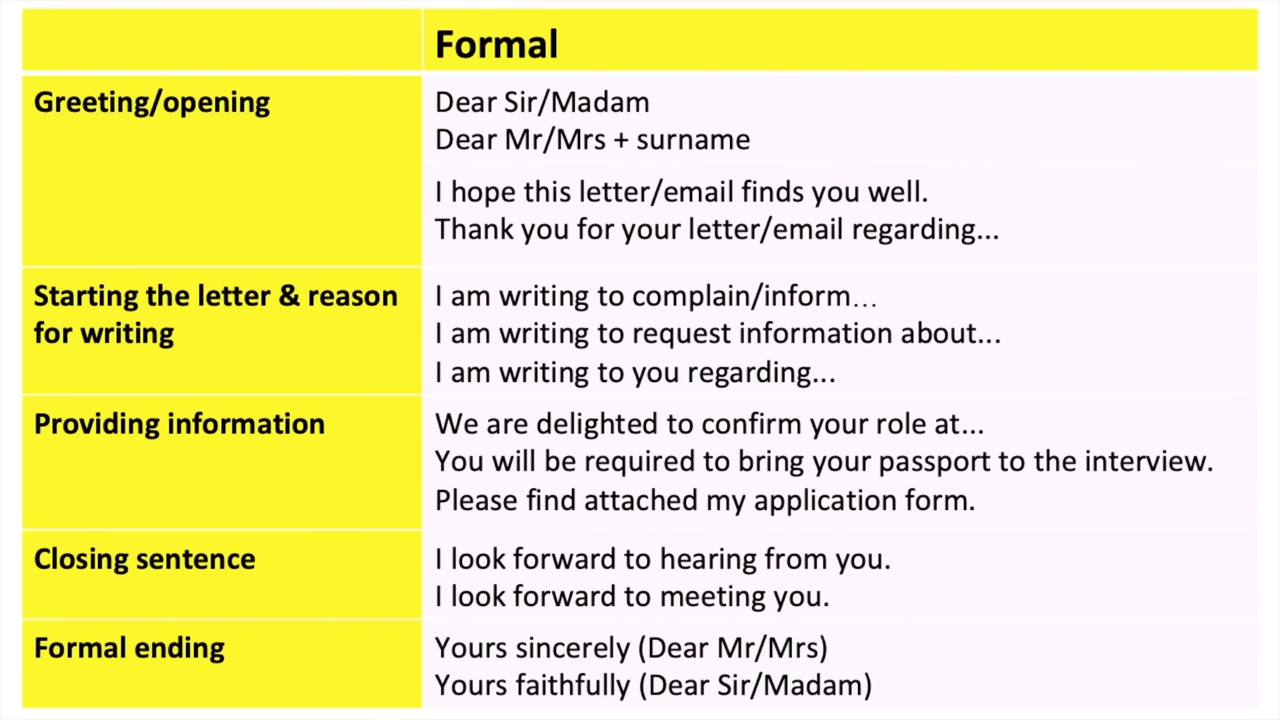 Formal
Greeting/opening
Dear Sir/Madam
Dear Mr/Mrs + surname
I hope this letter/email finds you well.
Thank you for your letter/email regarding...
Starting the letter & reason
for writing
I am writing to complain/inform…
I am writing to request information about...
I am writing to you regarding...
Providing information
We are delighted to confirm your role at...
You will be required to bring your passport to the interview.
Please find attached my application form.
Closing sentence
I look forward to hearing from you.
I look forward to meeting you.
Formal ending
Yours sincerely (Dear Mr/Mrs)
Yours faithfully (Dear Sir/Madam)